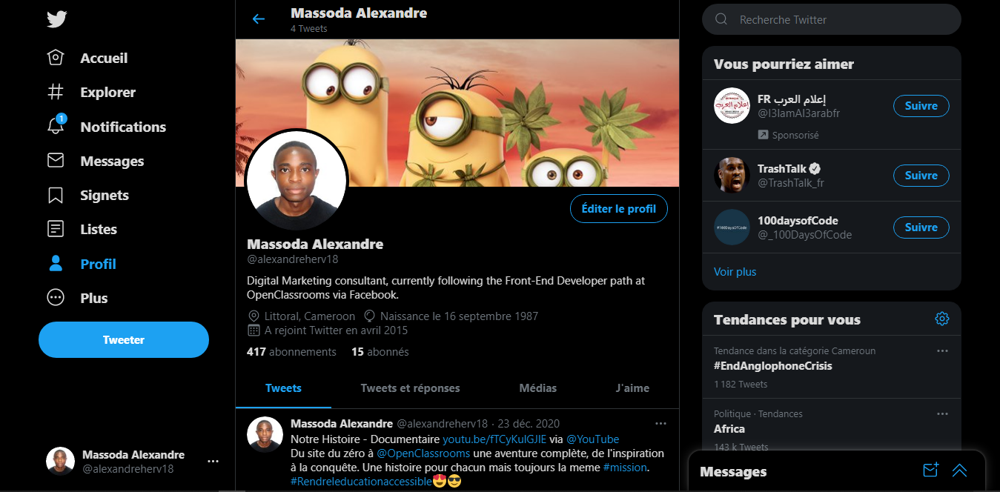 Accueil
Explorer
1
Notifications
Messages
Signets
Listes
Profil
Plus
Tweeter
Massoda Alexandre
@alexandreherv18
Massoda Alexandre
4 Tweets
Éditer le profil
Massoda Alexandre
@alexandreherv18
Digital Marketing consultant, currently following the Front-End Developer path at
OpenClassrooms via Facebook.
Littoral, Cameroon Naissance le 16 septembre 1987
A rejoint Twitter en avril 2015
417 abonnements 15 abonnés
Tweets Tweets et réponses Médias J'aime
Massoda Alexandre @alexandreherv18 · 23 déc. 2020
Notre Histoire - Documentaire youtu.be/fTCyKulGJIE via @YouTube
Du site du zéro à @OpenClassrooms une aventure complète, de l'inspiration
à la conquête. Une histoire pour chacun mais toujours la meme #mission.
#Rendreleducationaccessible😍😎
Recherche Twitter
Vous pourriez aimer
إعلام العرب FR
@I3lamAl3arabfr
Suivre
Sponsorisé
TrashTalk
@TrashTalk_fr
Suivre
#100DaysOfCode
100daysofCode
@_100DaysOfCode
Suivre
Voir plus
Tendances pour vous
Tendance dans la catégorie Cameroun
#EndAnglophoneCrisis
1 182 Tweets
Politique · Tendances
Africa
143 k Tweets
Messages